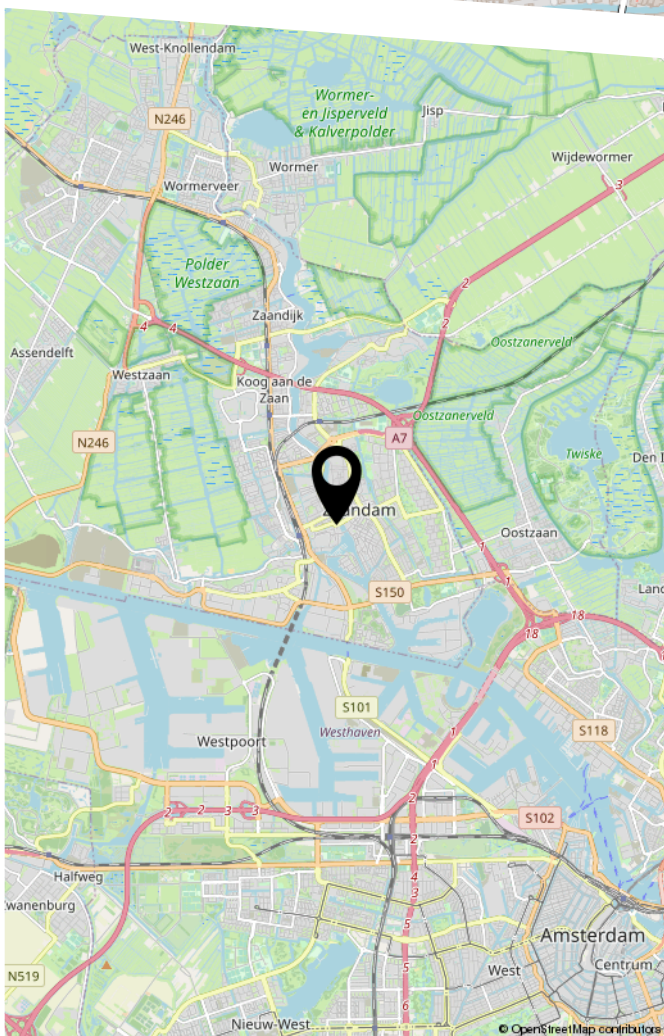 West-Knollendam
Wormer-
en Jisperveld
& Kalverpolder
Jisp
N246
Wormer
Wijdewormer
3
Wormerveer
Polder
Westzaan
2
Zaandijk
2
4
4
Oostzanerveld
Assendelft
Westzaan
Koog aan de
Zaan
Oostzanerveld
A7
N246
Twiske
Zaandam
Oostzaan
1
1
S150
18
18
S101
Westhaven
S118
Westpoort
1
1
2
2
2
3
3
S102
2
Halfweg
4
3
5
Amsterdam
Centrum
West
N519
5
6
Nieuw-West
© OpenStreetMap contributors